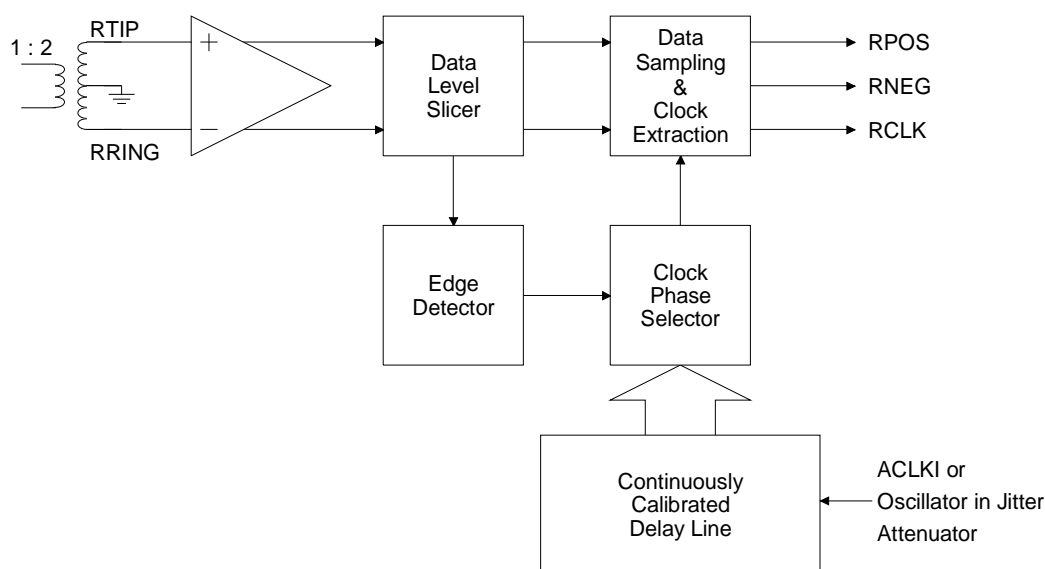 1 : 2
RTIP
RRING
+
−
Data
Level
Slicer
Data
Sampling
&
Clock
Extraction
RPOS
RNEG
RCLK
Edge
Detector
Clock
Phase
Selector
Continuously
Calibrated
Delay Line
ACLKI or
Oscillator in Jitter
Attenuator